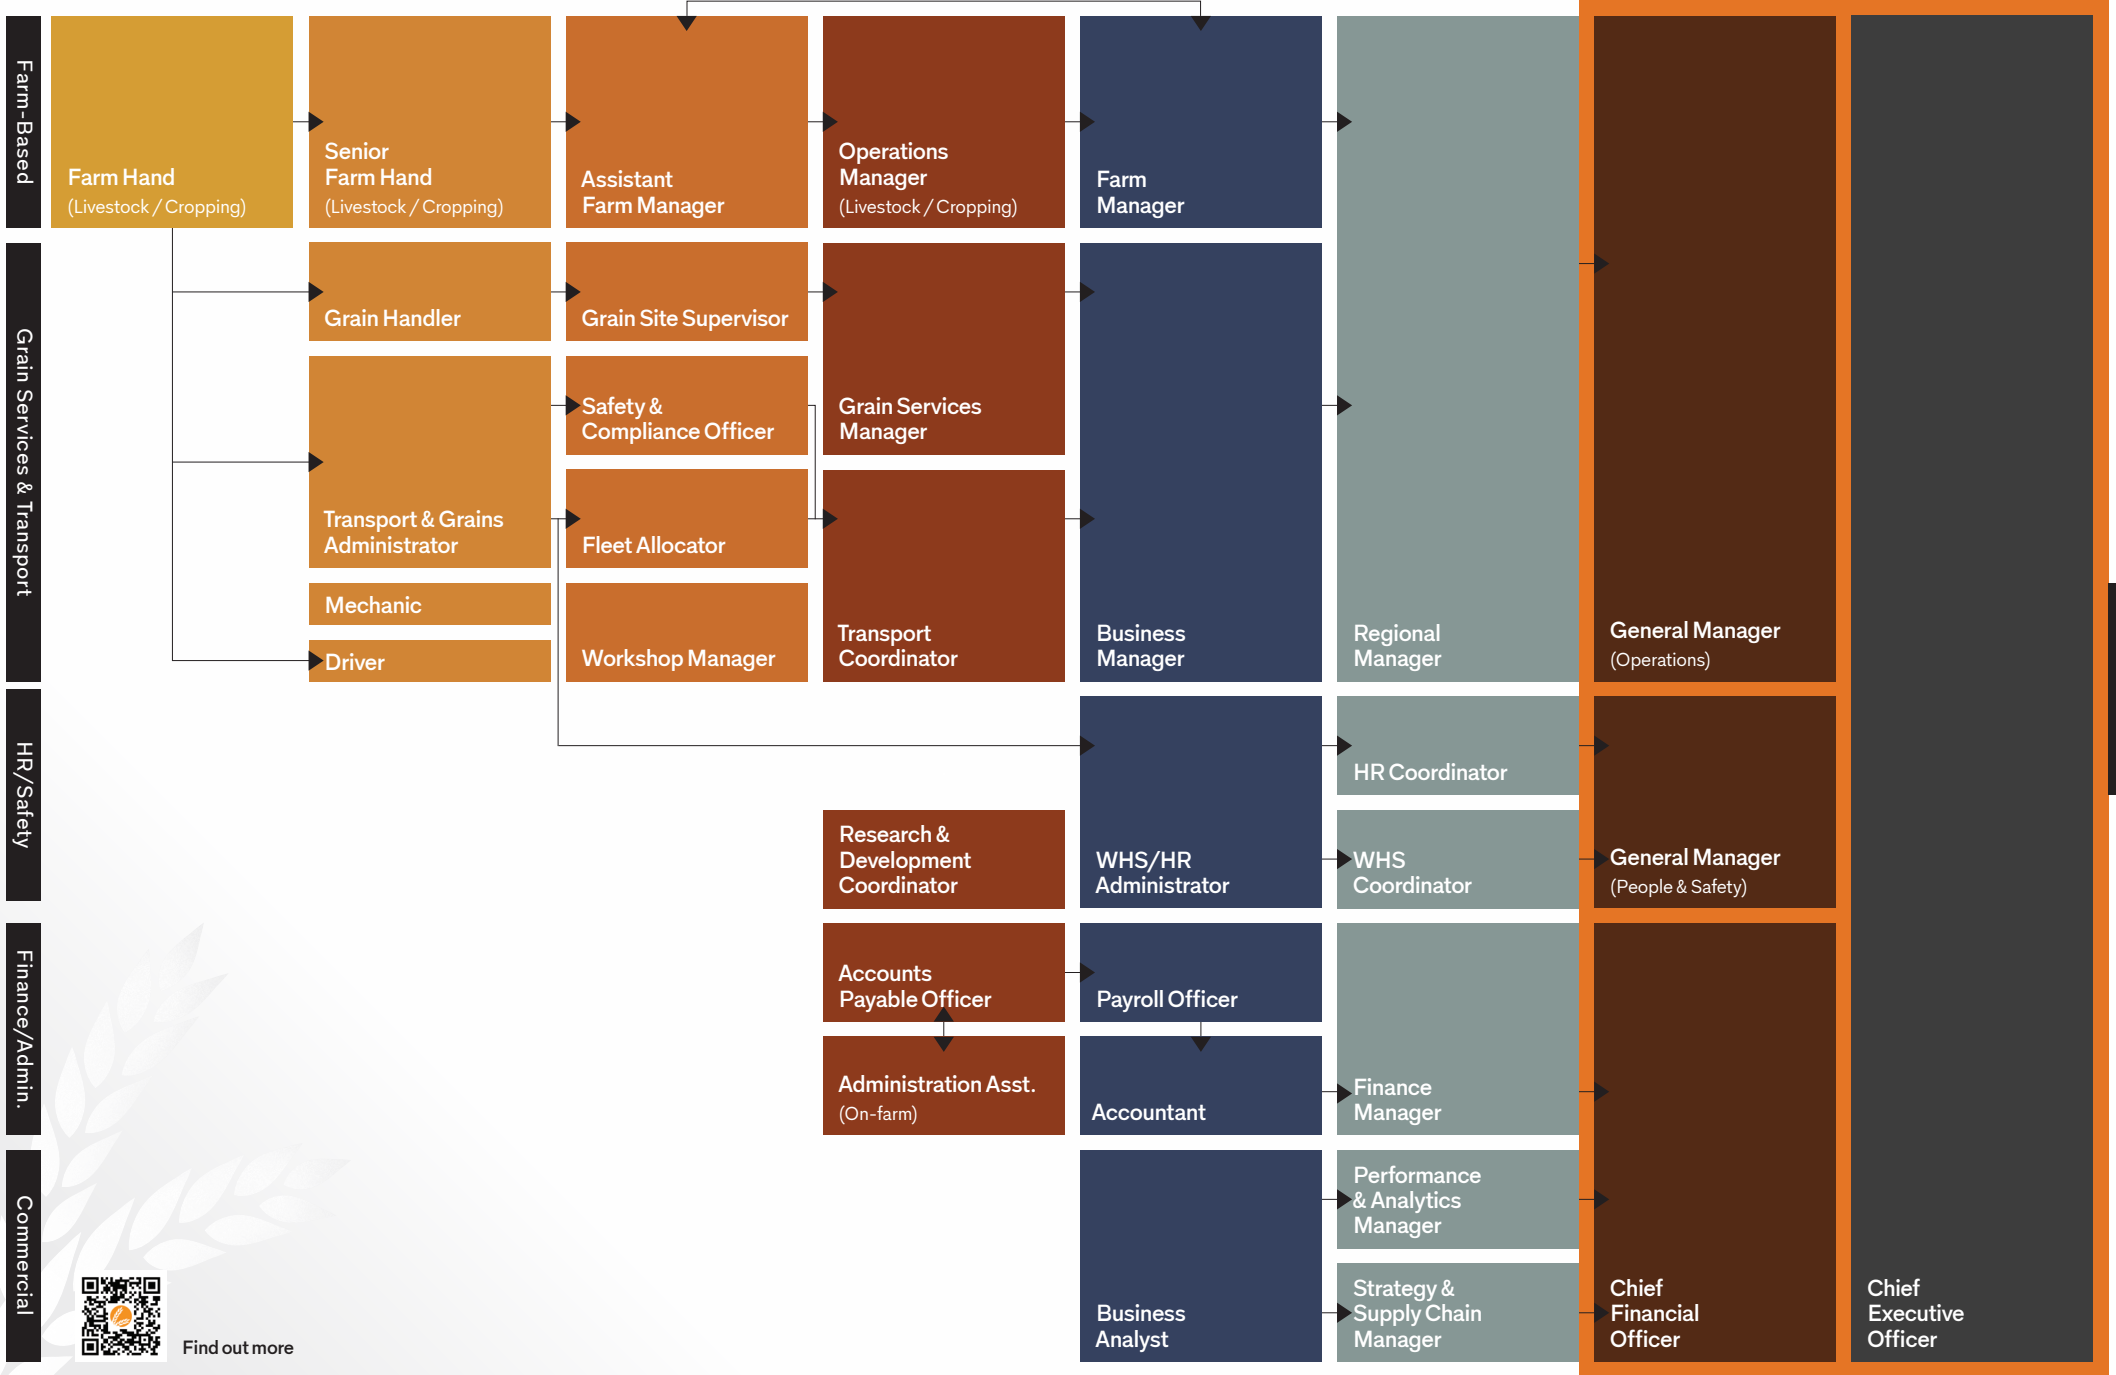 Farm-Based
Farm Hand
(Livestock / Cropping)
Senior
Farm Hand
(Livestock / Cropping)
Assistant
Farm Manager
Operations
Manager
(Livestock / Cropping)
Farm
Manager
Grain Services & Transport
Grain Handler
Grain Site Supervisor
Safety &
Compliance Officer
Grain Services
Manager
Transport & Grains
Administrator
Fleet Allocator
Mechanic
Driver
Workshop Manager
Transport
Coordinator
Business
Manager
Regional
Manager
General Manager
(Operations)
HR/Safety
HR Coordinator
Research &
Development
Coordinator
WHS/HR
Administrator
WHS
Coordinator
General Manager
(People & Safety)
Finance/Admin.
Accounts
Payable Officer
Payroll Officer
Administration Asst.
(On-farm)
Accountant
Finance
Manager
Commercial
Performance
& Analytics
Manager
Business
Analyst
Strategy &
Supply Chain
Manager
Chief
Financial
Officer
Chief
Executive
Officer
Find out more